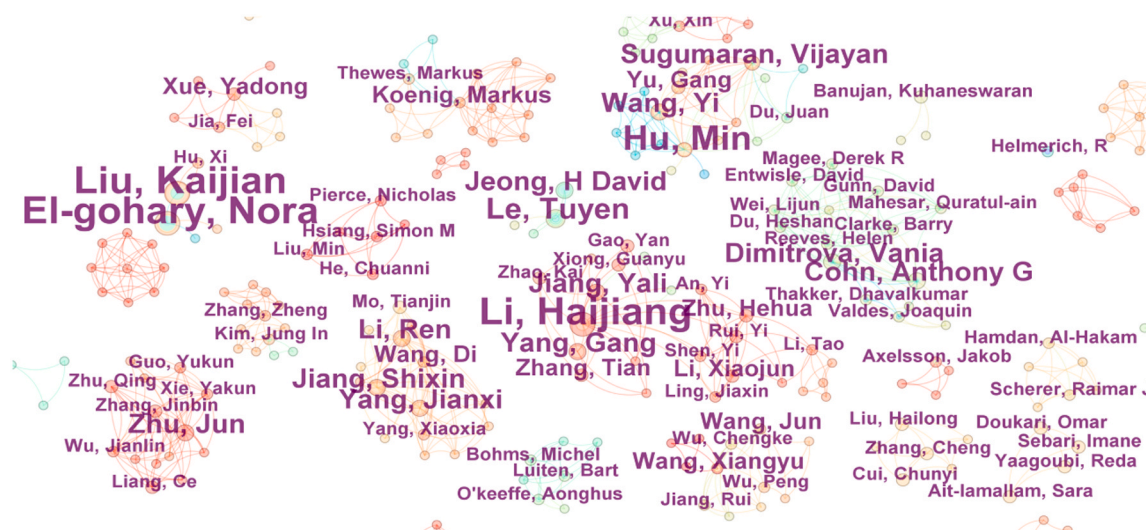 Xu, Xin
Sugumaran, Vijayan
Thewes, Markus
Yu, Gang
Xue, Yadong
Koenig, Markus
Banujan, Kuhaneswaran
Wang, Yi
Du, Juan
Jia, Fei
Hu, Min
Helmerich, R
Hu, Xi
Magee, Derek R
Liu, Kaijian
Jeong, H David
Entwisle, David
Gunn, David
Pierce, Nicholas
Mahesar, Quratul-ain
Wei, Lijun
El-gohary, Nora
Le, Tuyen
Du, Heshan
Clarke, Barry
Hsiang, Simon M
Reeves, Helen
Liu, Min
Gao, Yan
Dimitrova, Vania
Xiong, Guanyu
He, Chuanni
Zhao, Kai
Cohn, Anthony G
Jiang, Yali
An, Yi
Thakker, Dhavalkumar
Mo, Tianjin
Zhang, Zheng
Li, Haijiang
Zhu, Hehua
Valdes, Joaquin
Kim, Jung In
Li, Ren
Rui, Yi
Hamdan, Al-Hakam
Yang, Gang
Li, Tao
Wang, Di
Shen, Yi
Axelsson, Jakob
Guo, Yukun
Zhang, Tian
Li, Xiaojun
Zhu, Qing
Jiang, Shixin
Xie, Yakun
Ling, Jiaxin
Scherer, Raimar J
Yang, Jianxi
Zhang, Jinbin
Liu, Hailong
Wang, Jun
Doukari, Omar
Zhu, Jun
Yang, Xiaoxia
Wu, Chengke
Sebari, Imane
Wu, Jianlin
Zhang, Cheng
Bohms, Michel
Wang, Xiangyu
Yaagoubi, Reda
Luiten, Bart
Cui, Chunyi
Liang, Ce
Wu, Peng
O'keeffe, Aonghus
Ait-lamallam, Sara
Jiang, Rui